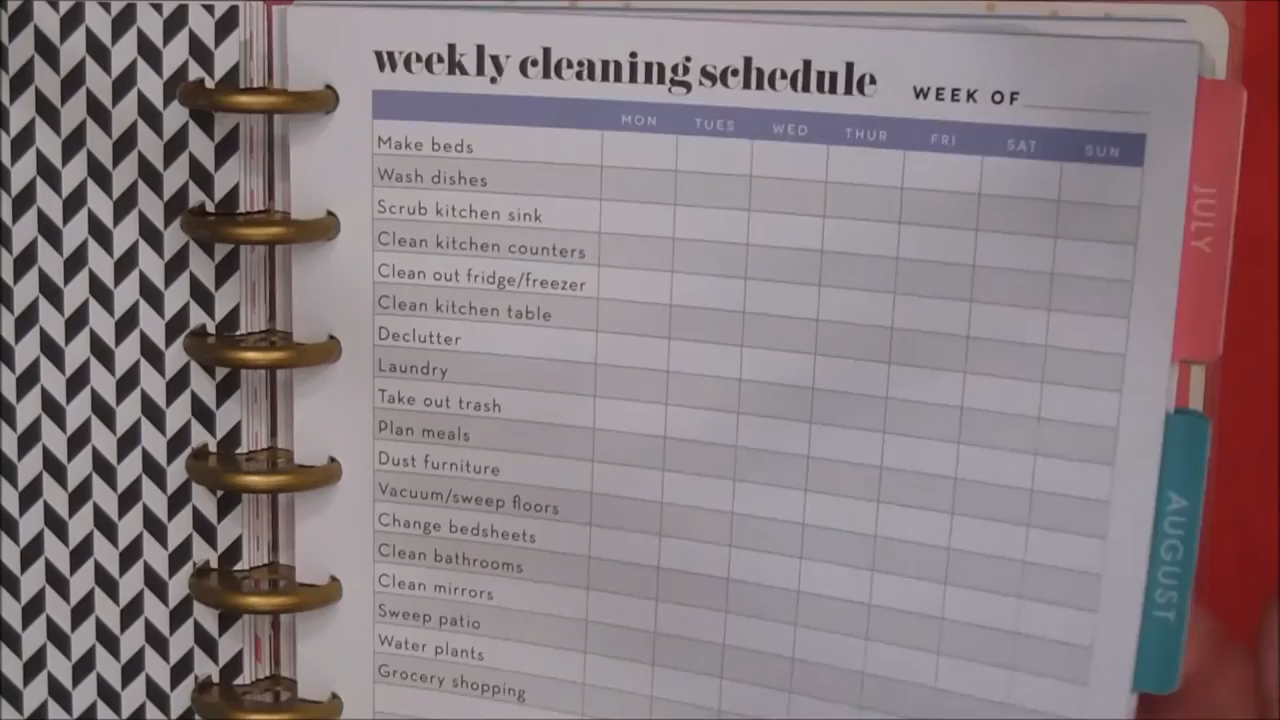 weekly cleaning schedule WEEK OF
MON TUES WED THUR FRI SAT SUN
Make beds
Wash dishes
Scrub kitchen sink
Clean kitchen counters
Clean out fridge/freezer
Clean kitchen table
Declutter
Laundry
Take out trash
Plan meals
Dust furniture
Vacuum/sweep floors
Change bedsheets
Clean bathrooms
Clean mirrors
Sweep patio
Water plants
Grocery shopping
JULY
AUGUST